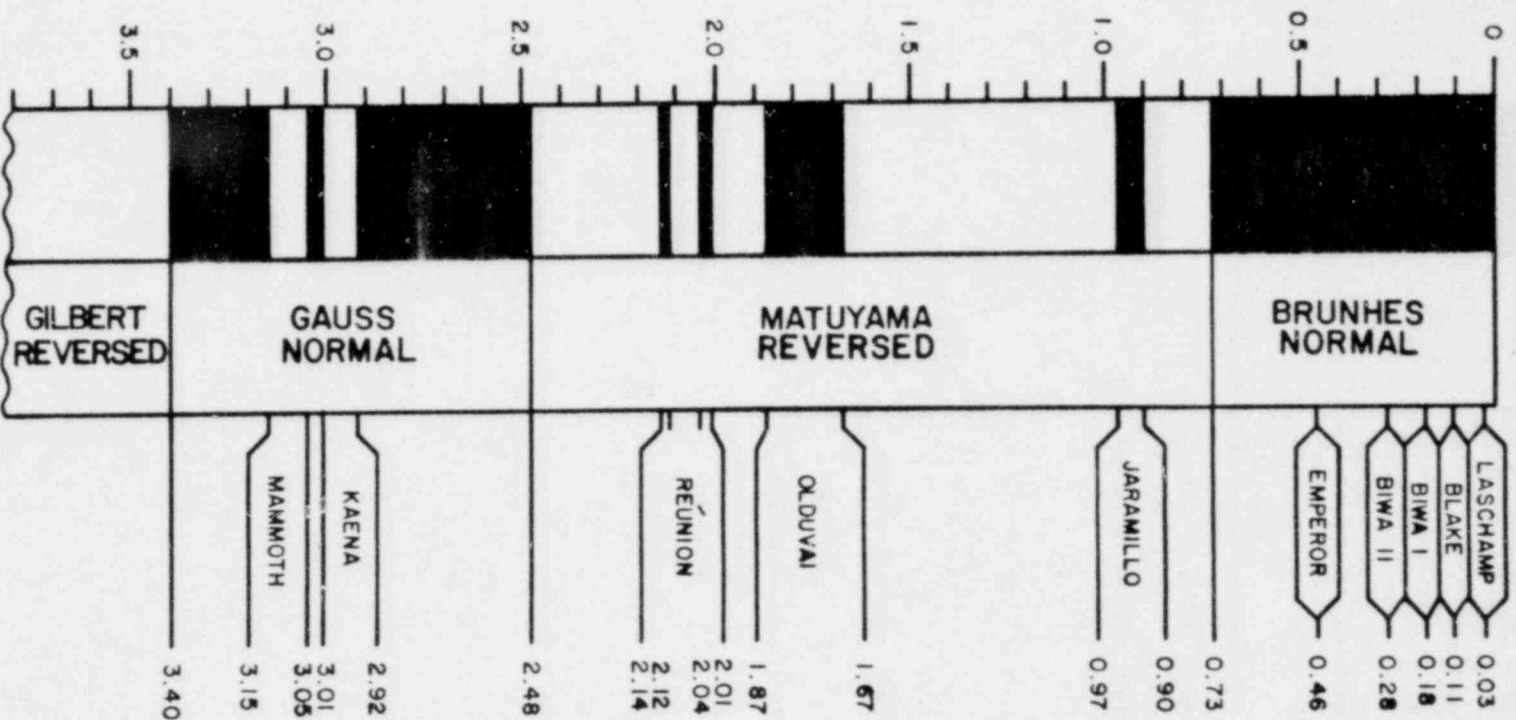 3.5
3.0
2.5
2.0
1.5
1.0
0.5
0
GILBERT
REVERSED
GAUSS
NORMAL
MATUYAMA
REVERSED
BRUNHES
NORMAL
MAMMOTH
KAENA
RÉUNION
OLDUVAI
JARAMILLO
EMPEROR
BIWA II
BIWA I
BLAKE
LASCHAMP
3.40
3.15
3.05
3.01
2.92
2.48
2.14
2.12
2.04
2.01
1.87
1.67
0.97
0.90
0.73
0.46
0.28
0.18
0.11
0.03